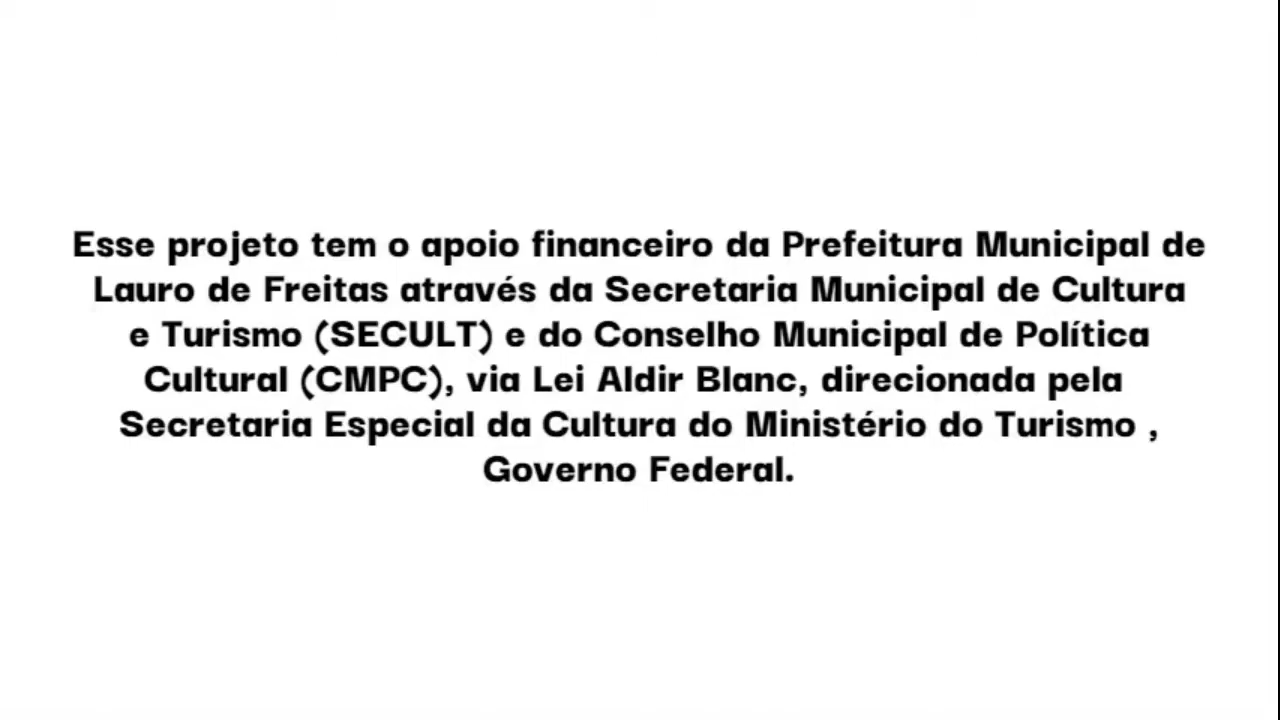 Esse projeto tem o apoio financeiro da Prefeitura Municipal de
Lauro de Freitas através da Secretaria Municipal de Cultura
e Turismo (SECULT) e do Conselho Municipal de Política
Cultural (CMPC), via Lei Aldir Blanc, direcionada pela
Secretaria Especial da Cultura do Ministério do Turismo ,
Governo Federal.